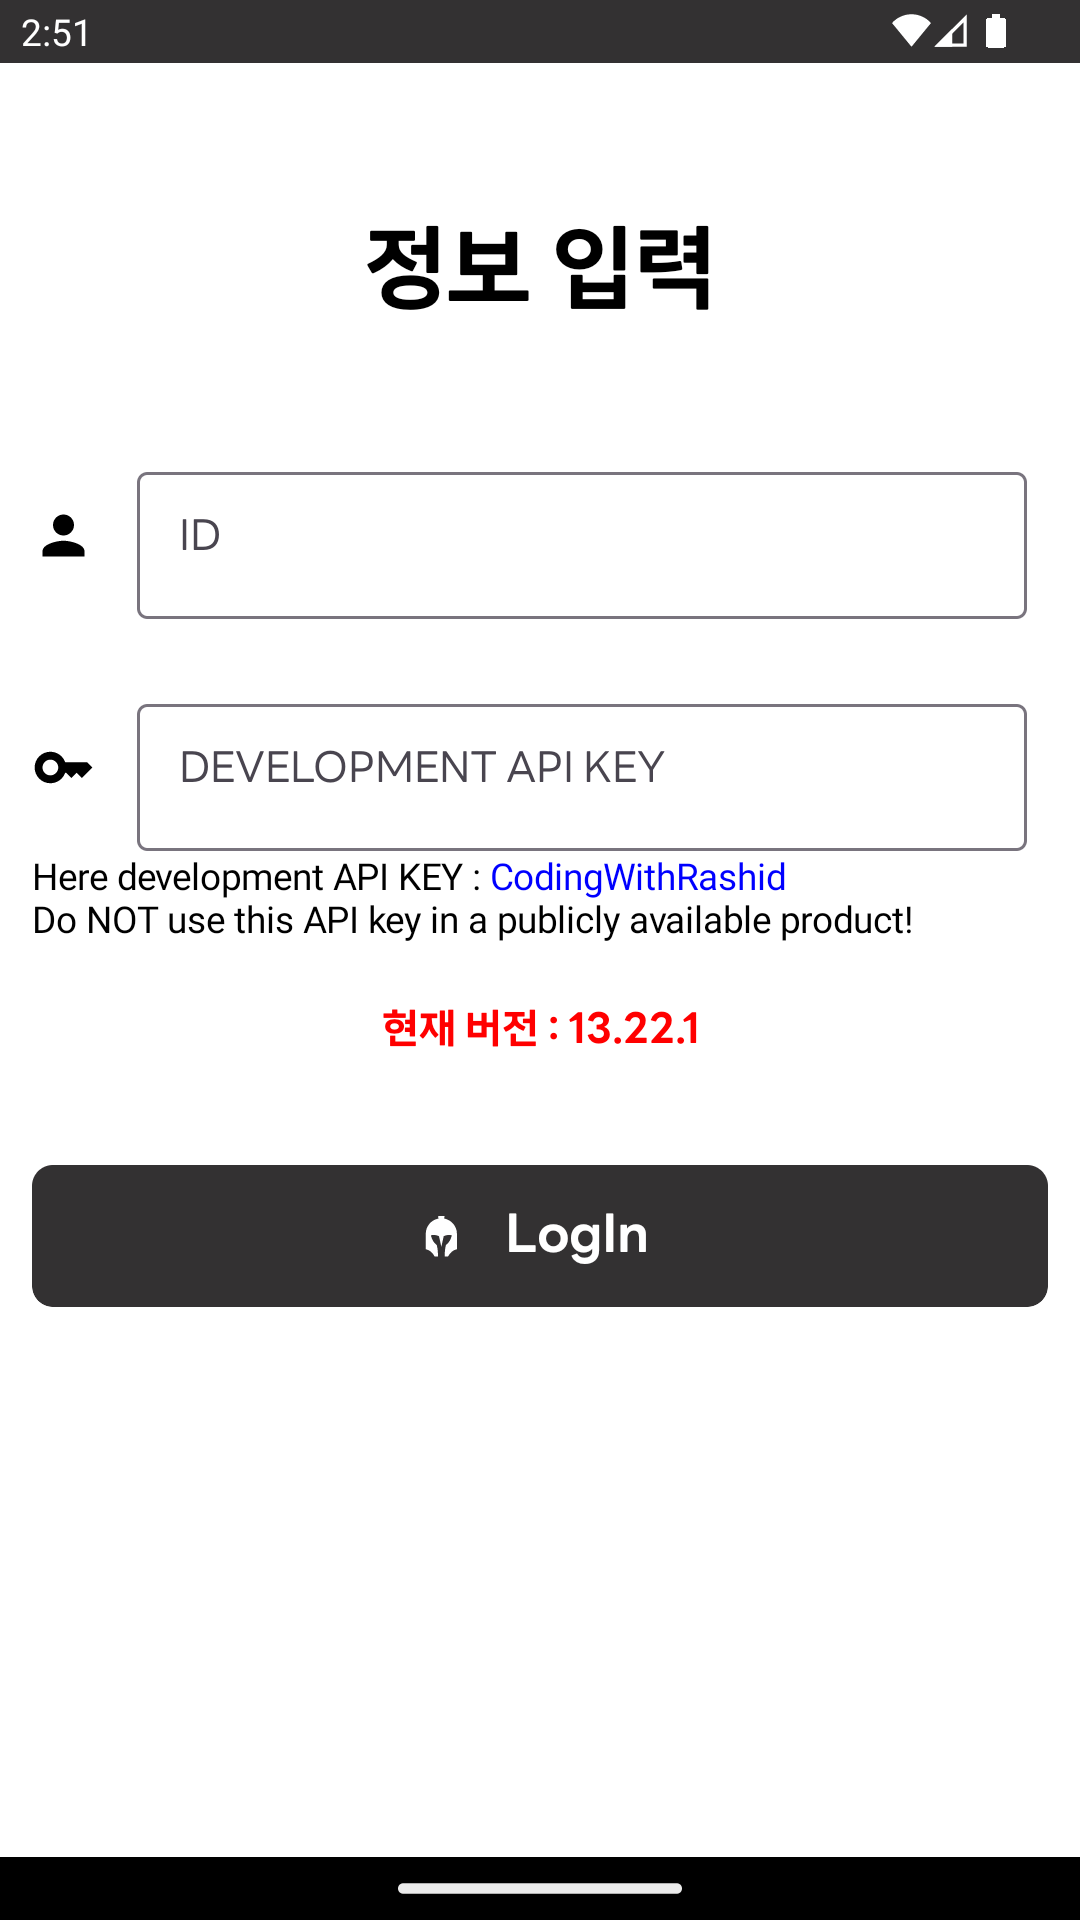 2:51
정보 입력
ID
DEVELOPMENT API KEY
Here development API KEY : CodingWithRashid
Do NOT use this API key in a publicly available product!
현재 버전 : 13.22.1
LogIn